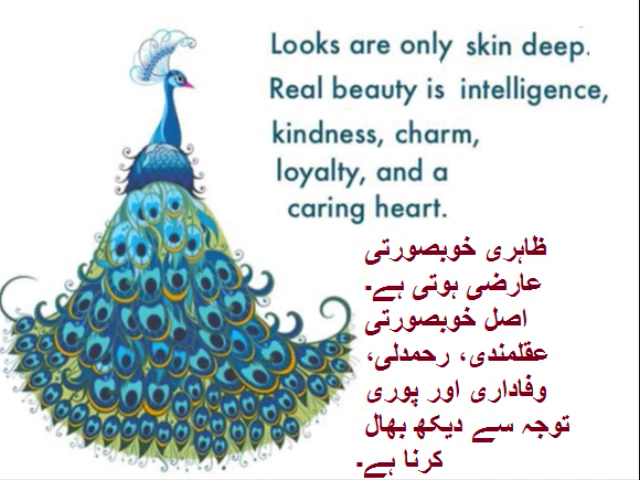 Looks are only skin deep.
Real beauty is intelligence,
kindness, charm,
loyalty, and a
caring heart.
ظاہری خوبصورتی
عارضی ہوتی ہے۔
اصل خوبصورتی
عقلمندی، رحمدلی،
وفاداری اور پوری
توجہ سے دیکھ بھال
کرنا ہے۔